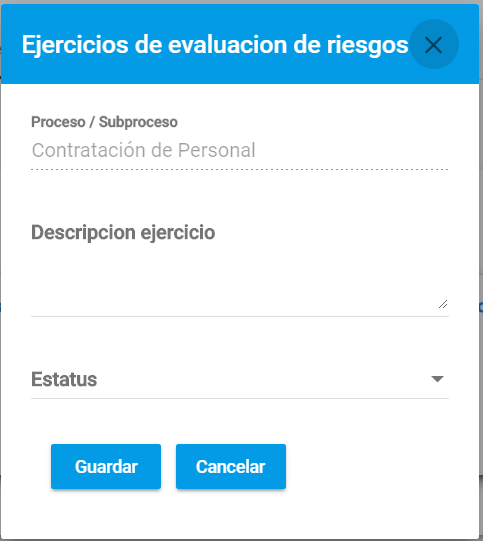 Ejercicios de evaluacion de riesgos
Proceso / Subproceso
Contratación de Personal
Descripcion ejercicio
Estatus
Guardar Cancelar